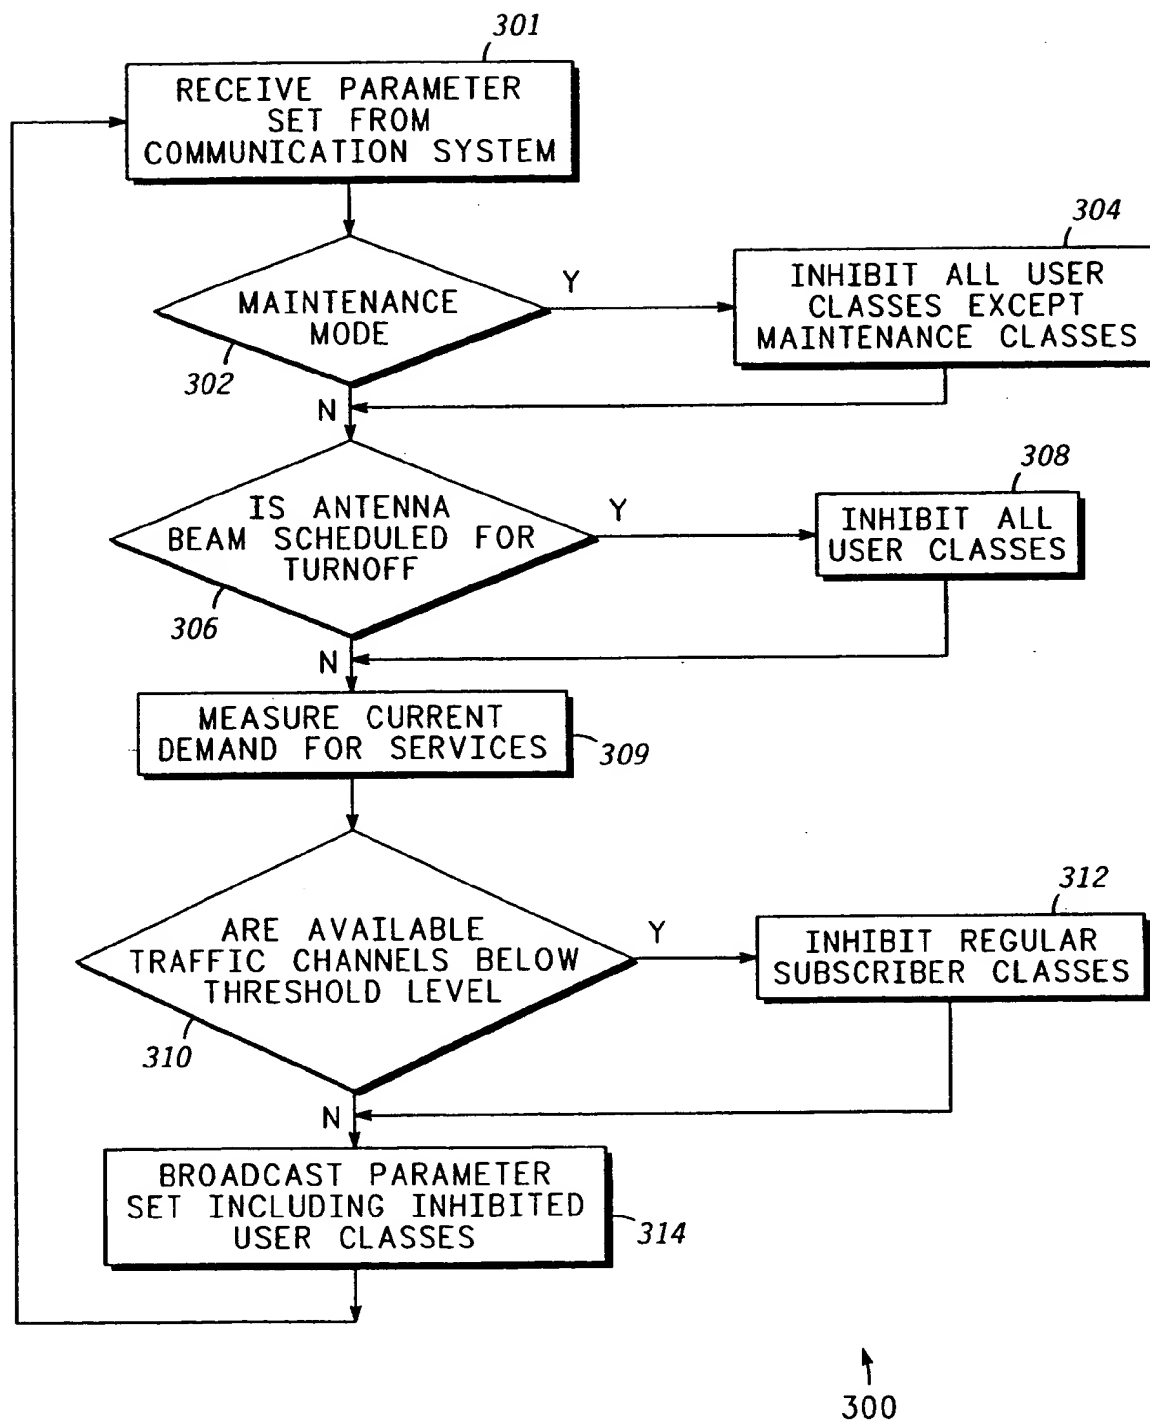 301
RECEIVE PARAMETER
SET FROM
COMMUNICATION SYSTEM
MAINTENANCE
MODE
302
Y
304
INHIBIT ALL USER
CLASSES EXCEPT
MAINTENANCE CLASSES
N
IS ANTENNA
BEAM SCHEDULED FOR
TURNOFF
306
Y
308
INHIBIT ALL
USER CLASSES
N
MEASURE CURRENT
DEMAND FOR SERVICES
309
ARE AVAILABLE
TRAFFIC CHANNELS BELOW
THRESHOLD LEVEL
310
Y
312
INHIBIT REGULAR
SUBSCRIBER CLASSES
N
BROADCAST PARAMETER
SET INCLUDING INHIBITED
USER CLASSES
314
300